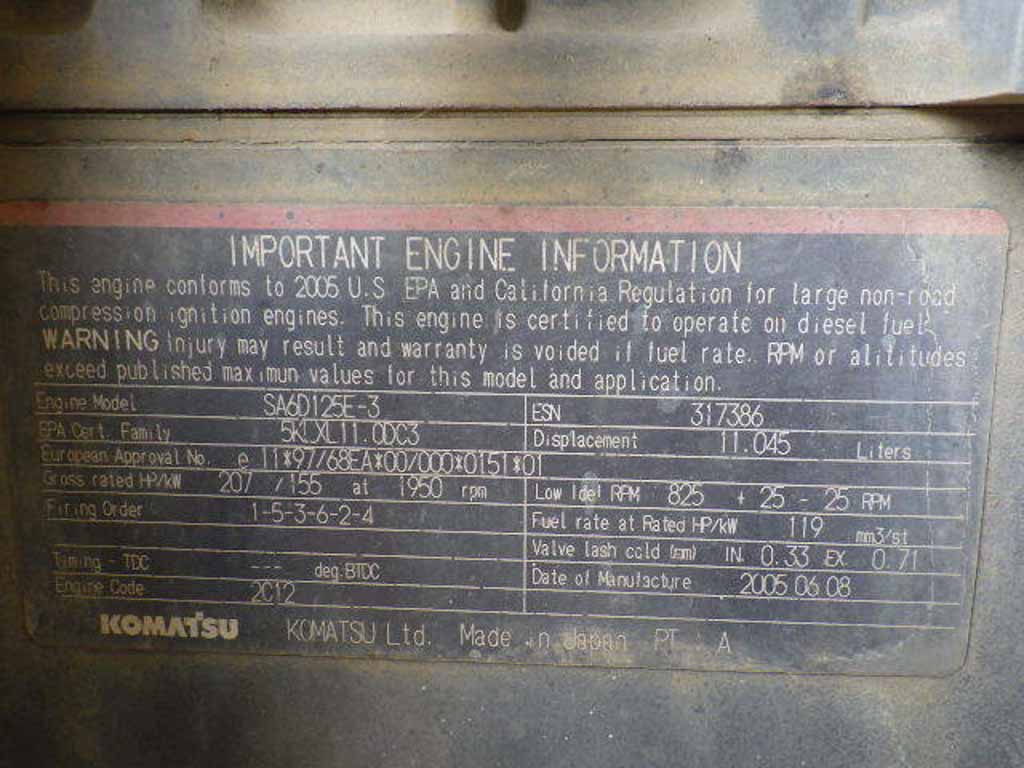 IMPORTANT ENGINE INFORMATION
This engine conforms to 2005 U.S EPA and California Regulation for large non-road
compression ignition engines. This engine is certified to operate on diesel fuel
WARNING Injury may result and warranty is voided if fuel rate. RPM or alititudes
exceed published maximun values for this model and application.
Engine Model SA6D125E-3 ESN 317386
EPA Cert. Family 5KLXL11.0DC3 Displacement 11.045 Liters
European Approval No. e 11*97/68EA*00/000*0151*01
Gross rated HP/kW 207 /155 at 1950 rpm Low Idel RPM 825 + 25 - 25 RPM
Firing Order 1-5-3-6-2-4 Fuel rate at Rated HP/kW 119 mm3/st
Valve lash cold (mm) IN. 0.33 EX 0.71
Timing - TDC --- deg.BTDC Date of Manufacture 2005.06.08
Engine Code 2C12
KOMATSU KOMATSU Ltd. Made in Japan PT A